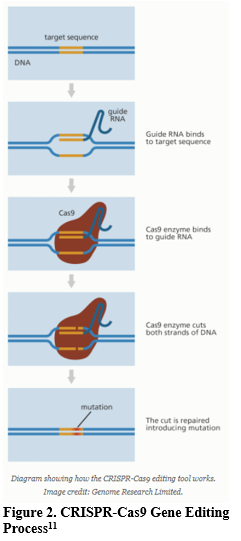 target sequence
DNA
guide
RNA
Guide RNA binds
to target sequence
Cas9
Cas9 enzyme binds
to guide RNA
Cas9 enzyme cuts
both strands of DNA
mutation
The cut is repaired
introducing mutation
Diagram showing how the CRISPR-Cas9 editing tool works.
Image credit: Genome Research Limited.
Figure 2. CRISPR-Cas9 Gene Editing
Process11